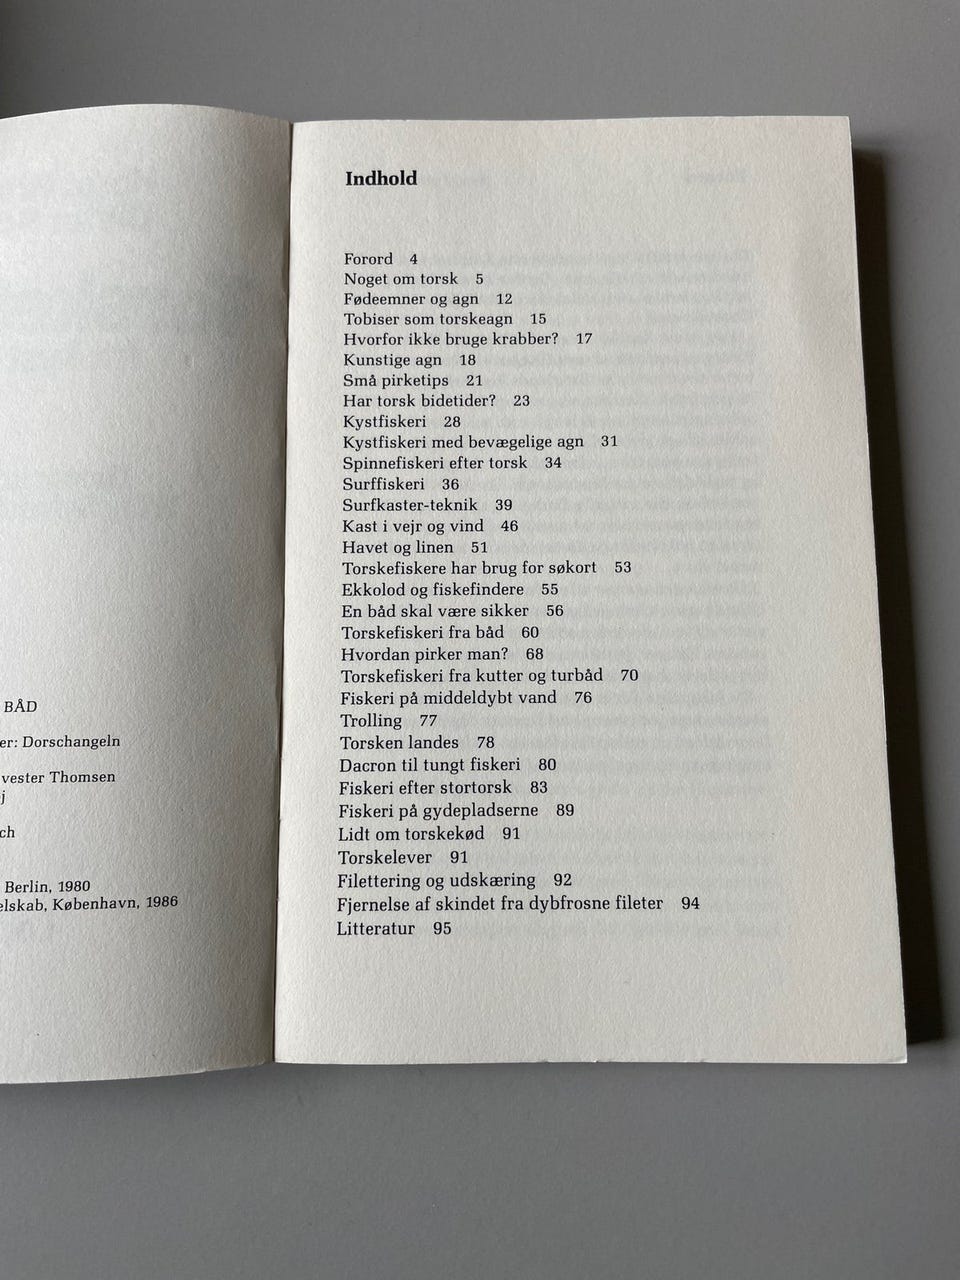 BÅD
er: Dorschangeln
vester Thomsen
j
ch
Berlin, 1980
elskab, København, 1986
Indhold
Forord 4
Noget om torsk 5
Fødeemner og agn 12
Tobiser som torskeagn 15
Hvorfor ikke bruge krabber? 17
Kunstige agn 18
Små pirketips 21
Har torsk bidetider? 23
Kystfiskeri 28
Kystfiskeri med bevægelige agn 31
Spinnefiskeri efter torsk 34
Surffiskeri 36
Surfkaster-teknik 39
Kast i vejr og vind 46
Havet og linen 51
Torskefiskere har brug for søkort 53
Ekkolod og fiskefindere 55
En båd skal være sikker 56
Torskefiskeri fra båd 60
Hvordan pirker man? 68
Torskefiskeri fra kutter og turbåd 70
Fiskeri på middeldybt vand 76
Trolling 77
Torsken landes 78
Dacron til tungt fiskeri 80
Fiskeri efter stortorsk 83
Fiskeri på gydepladserne 89
Lidt om torskekød 91
Torskelever 91
Filettering og udskæring 92
Fjernelse af skindet fra dybfrosne fileter 94
Litteratur 95